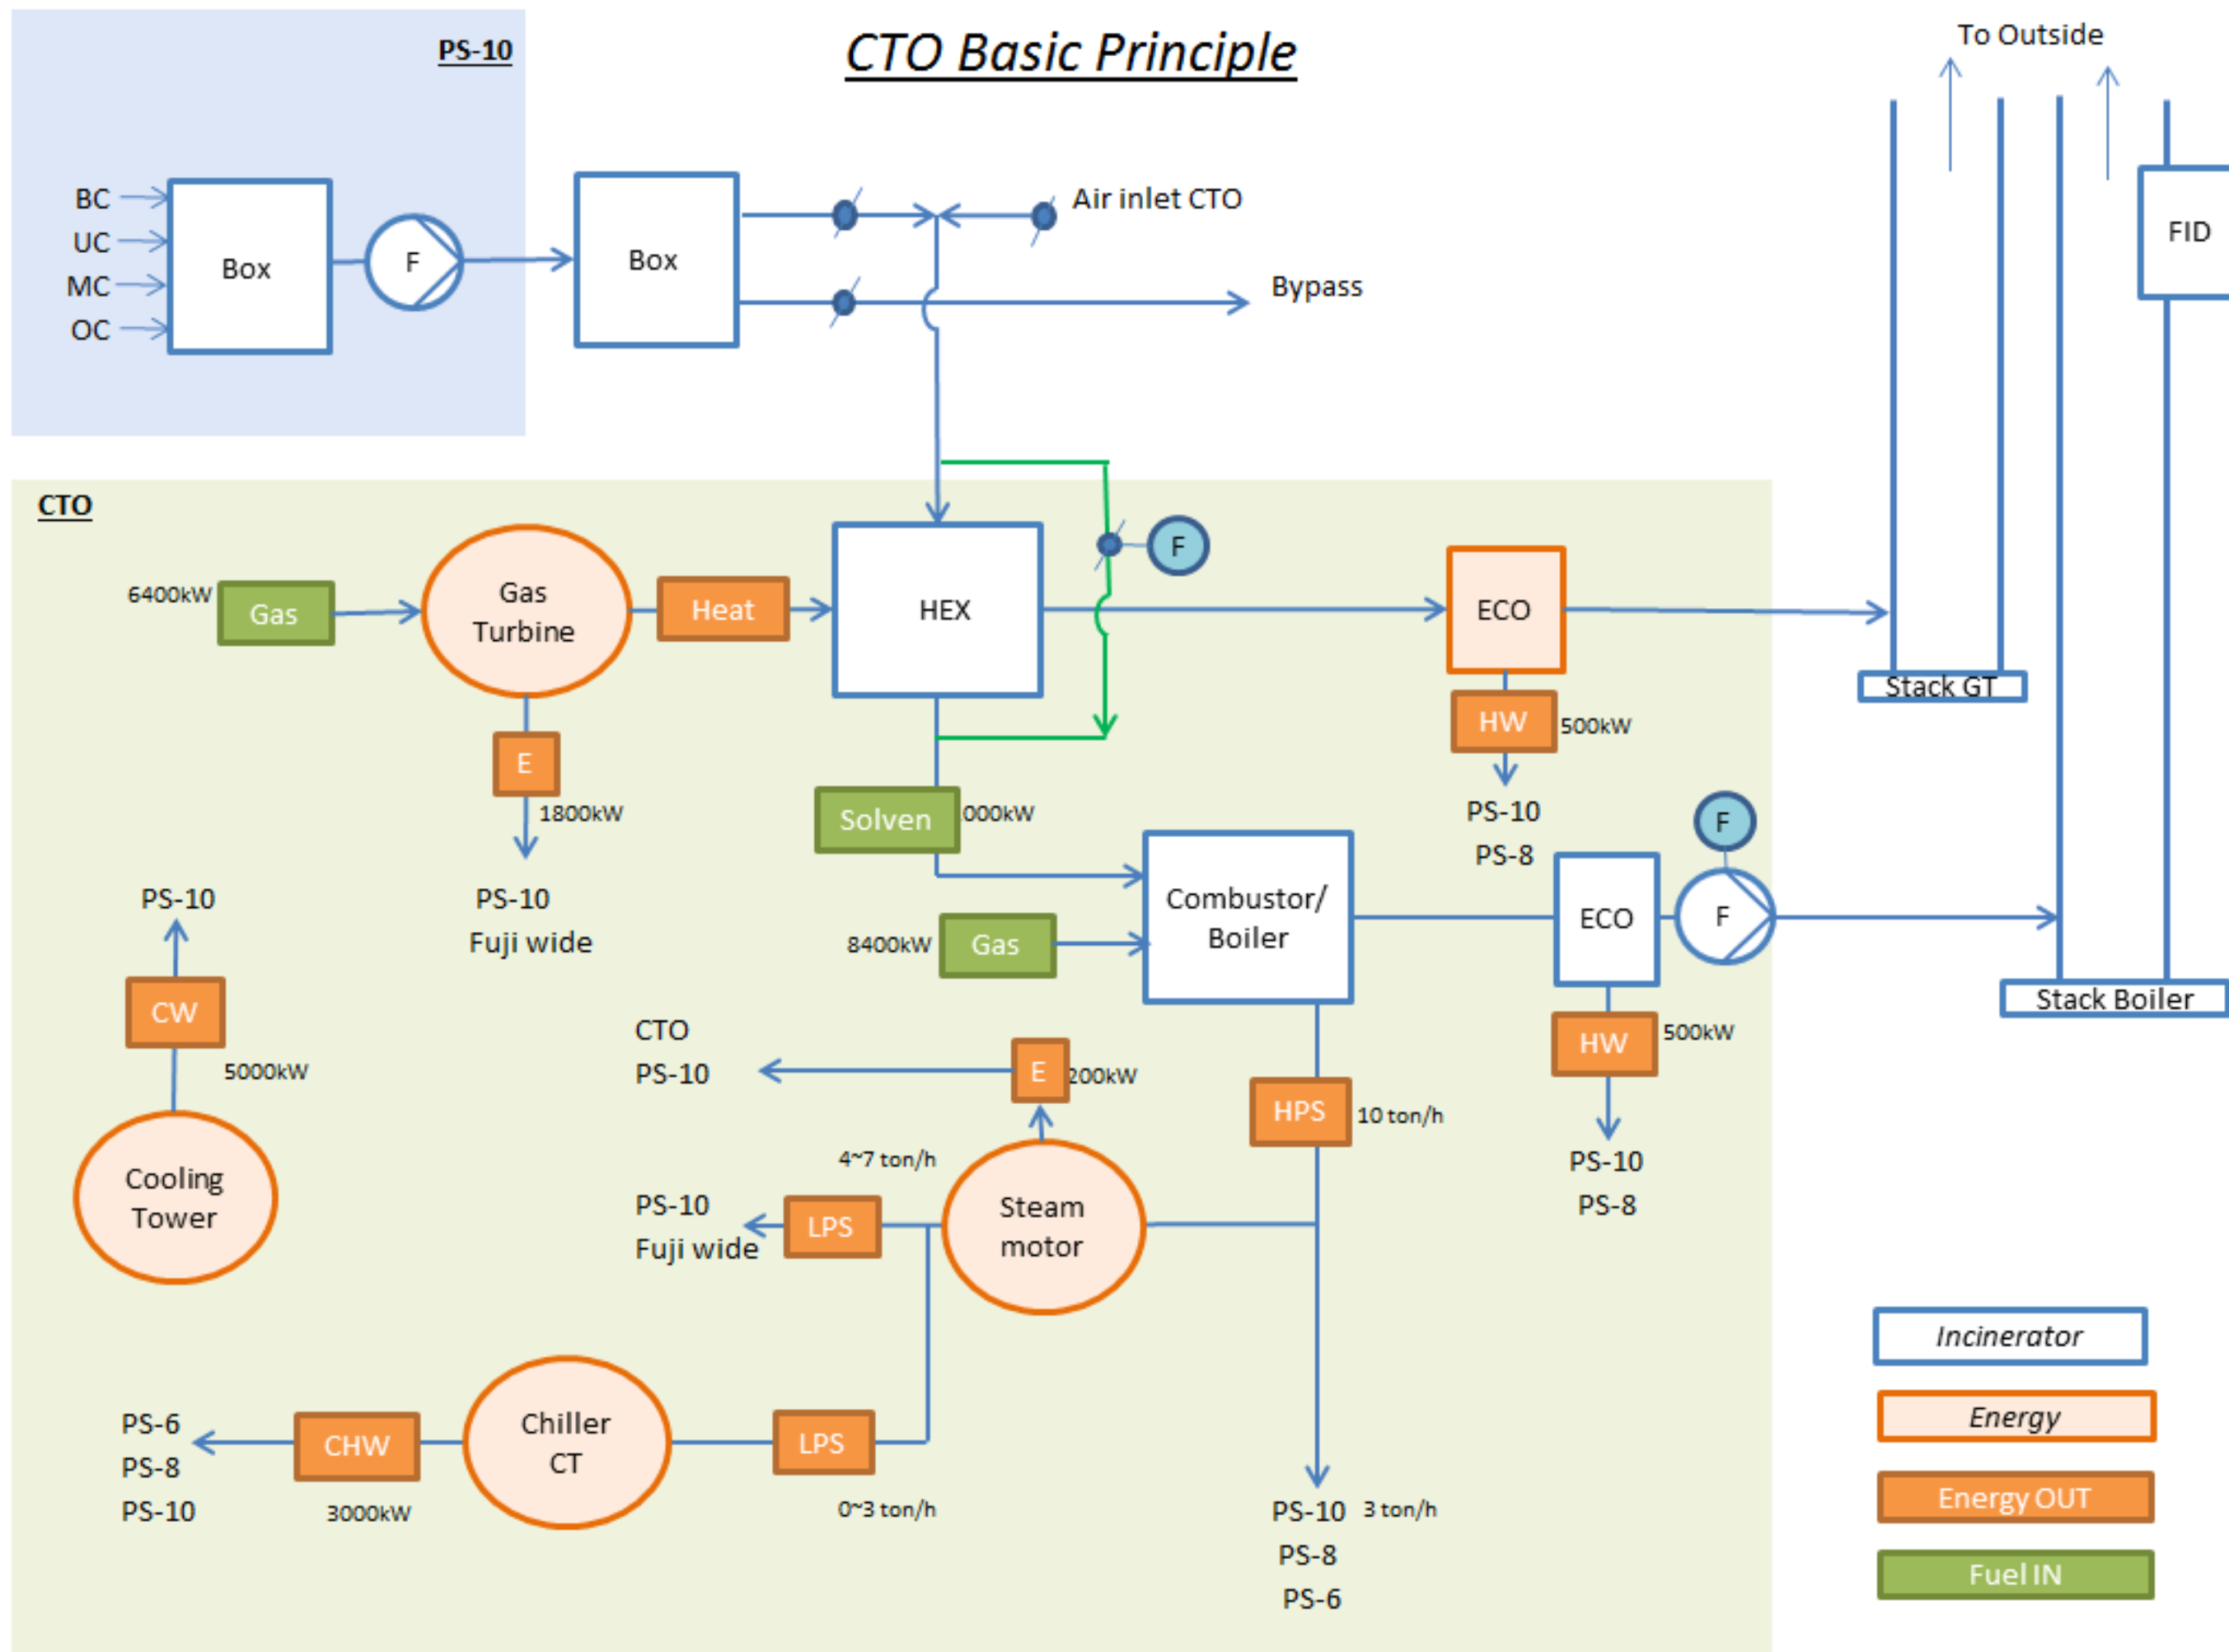 PS-10
CTO Basic Principle
To Outside
BC
UC
MC
OC
Box
F
Box
Air inlet CTO
Bypass
FID
CTO
6400kW
Gas
Gas
Turbine
Heat
HEX
F
ECO
Stack GT
E
1800kW
PS-10
Fuji wide
HW
500kW
PS-10
PS-8
Solven
000kW
Combustor/
Boiler
8400kW
Gas
ECO
F
F
Stack Boiler
HW
500kW
PS-10
PS-8
PS-10
CW
5000kW
Cooling
Tower
CTO
PS-10
E
200kW
HPS
10 ton/h
4~7 ton/h
PS-10
Fuji wide
LPS
Steam
motor
PS-6
PS-8
PS-10
CHW
3000kW
Chiller
CT
LPS
0~3 ton/h
PS-10 3 ton/h
PS-8
PS-6
Incinerator
Energy
Energy OUT
Fuel IN